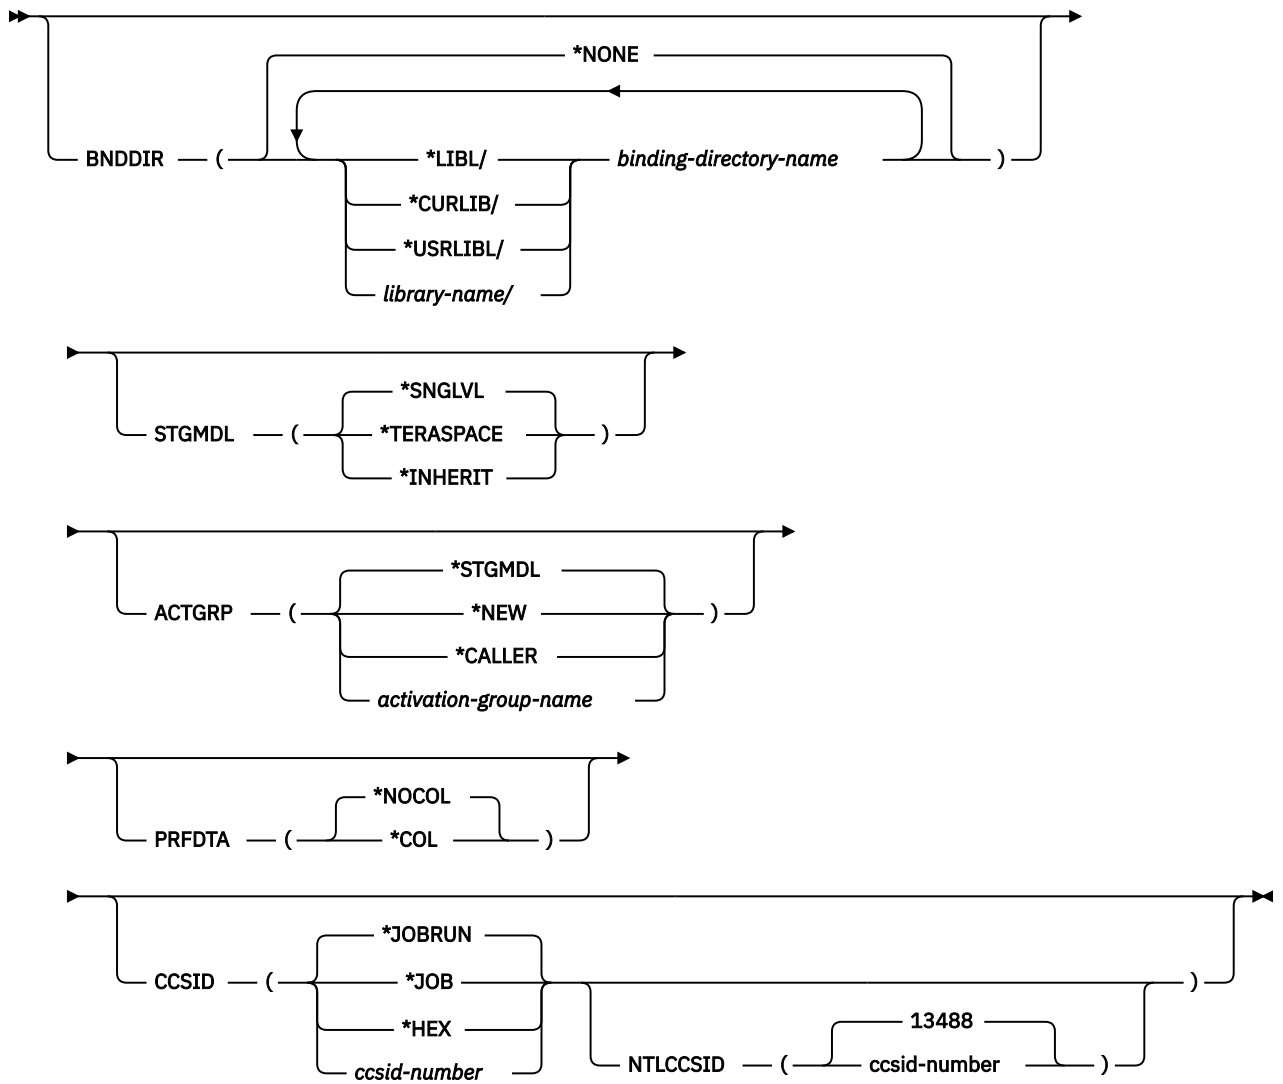 *NONE
BNDDIR ( *LIBL/ binding-directory-name )
*CURLIB/
*USRLIBL/
library-name/
*SNGLVL
STGMDL ( *TERASPACE )
*INHERIT
*STGMDL
ACTGRP ( *NEW )
*CALLER
activation-group-name
*NOCOL
PRFDTA ( *COL )
*JOBRUN
CCSID ( *JOB )
*HEX
13488
NTLCCSID ( ccsid-number )
ccsid-number